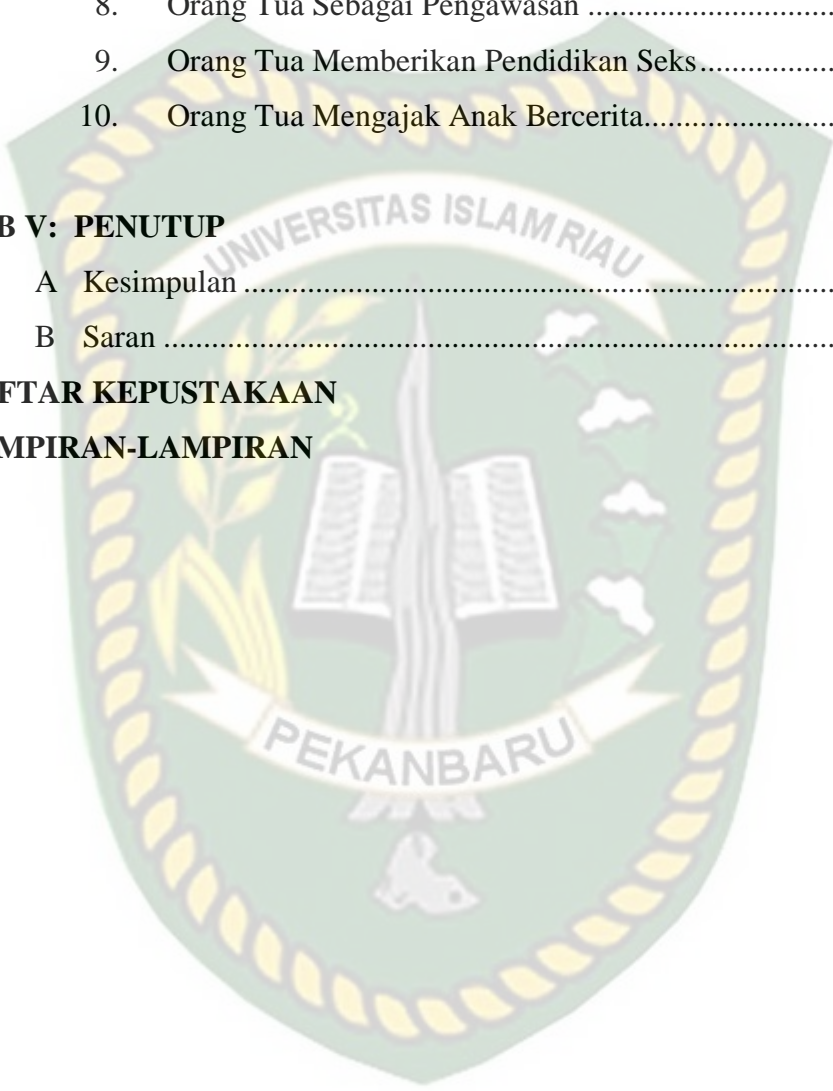 8. Orang Tua Sebagai Pengawasan ..............................
9. Orang Tua Memberikan Pendidikan Seks................
10. Orang Tua Mengajak Anak Bercerita.......................
UNIVERSITAS ISLAM RIAU
B V: PENUTUP
A Kesimpulan .........................................................................
B Saran ...................................................................................
FTAR KEPUSTAKAAN
MPIRAN-LAMPIRAN
PEKANBARU